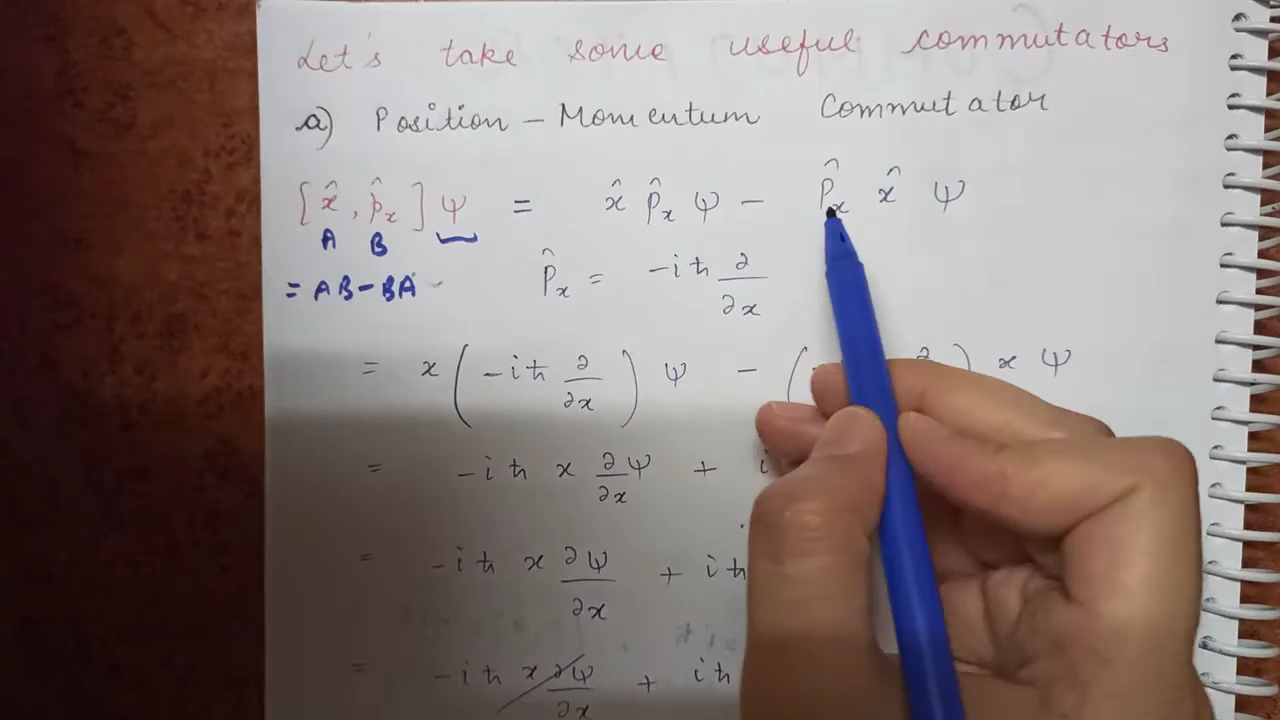 Let's take some useful commutators
a) Position - Momentum Commutator
[x̂, p̂ₓ] ψ = x̂ p̂ₓ ψ - p̂ₓ x̂ ψ
A B
= AB - BA
p̂ₓ = -iħ ∂/∂x
= x (-iħ ∂/∂x) ψ - ( ∂ ) x ψ
= -iħ x ∂/∂x ψ + i
= -iħ x ∂ψ/∂x + iħ
= -iħ x ∂ψ/∂x + iħ